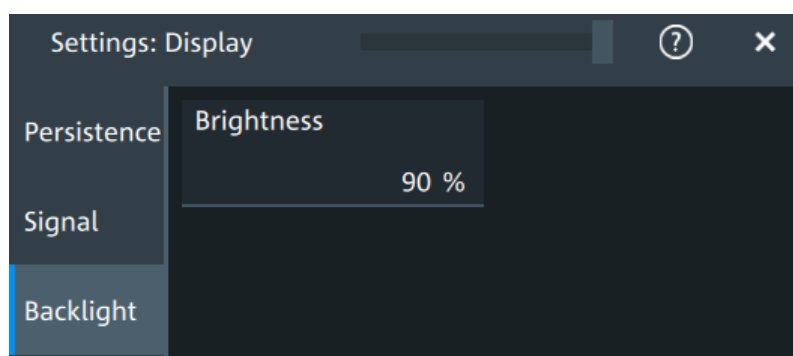 Settings: Display
?
×
Persistence
Signal
Backlight
Brightness
90 %